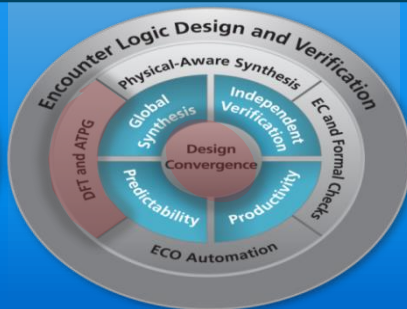 Encounter Logic Design and Verification
Physical-Aware Synthesis
Global
Synthesis
Independent
Verification
DFT and ATPG
Design
Convergence
EC and Formal Checks
Predictability
Productivity
ECO Automation